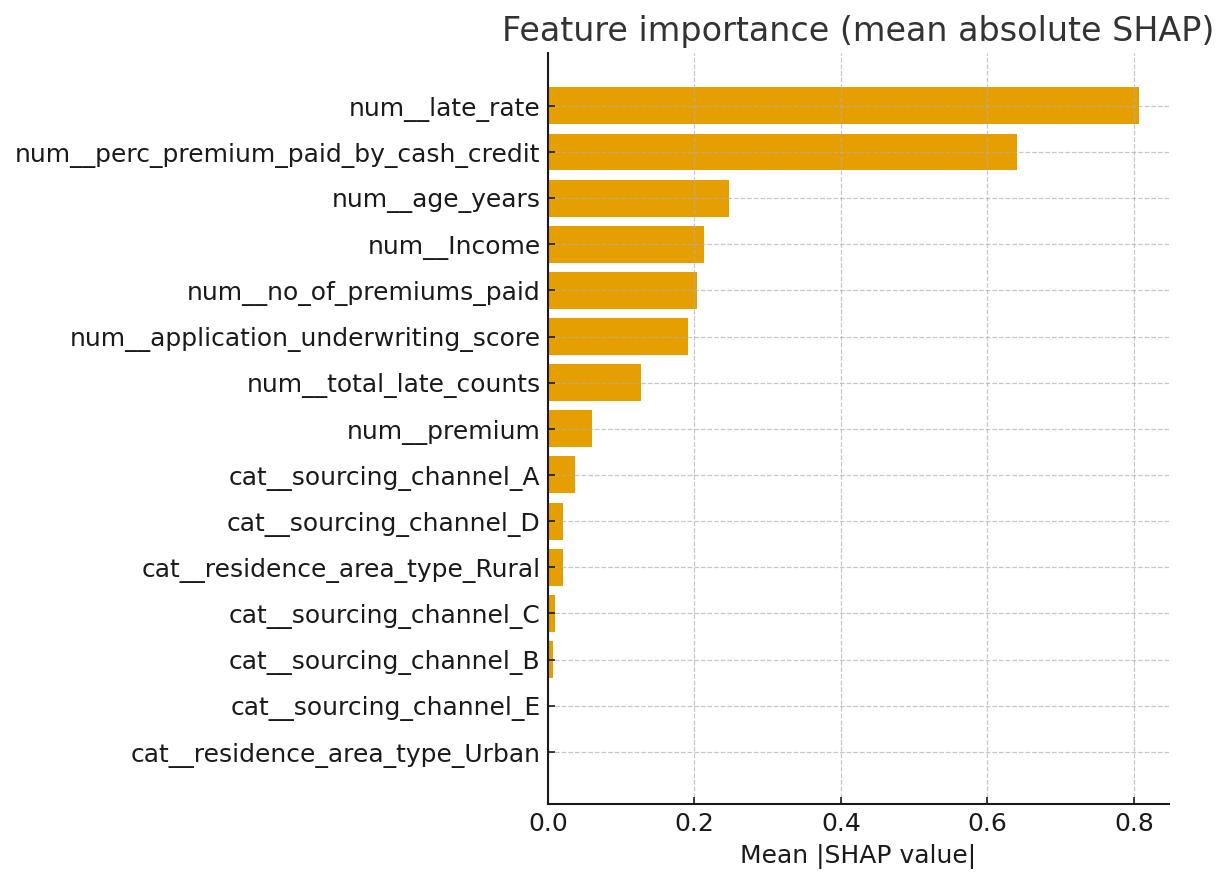 Feature importance (mean absolute SHAP)
num__late_rate
num__perc_premium_paid_by_cash_credit
num__age_years
num__Income
num__no_of_premiums_paid
num__application_underwriting_score
num__total_late_counts
num__premium
cat__sourcing_channel_A
cat__sourcing_channel_D
cat__residence_area_type_Rural
cat__sourcing_channel_C
cat__sourcing_channel_B
cat__sourcing_channel_E
cat__residence_area_type_Urban
0.0 0.2 0.4 0.6 0.8
Mean |SHAP value|